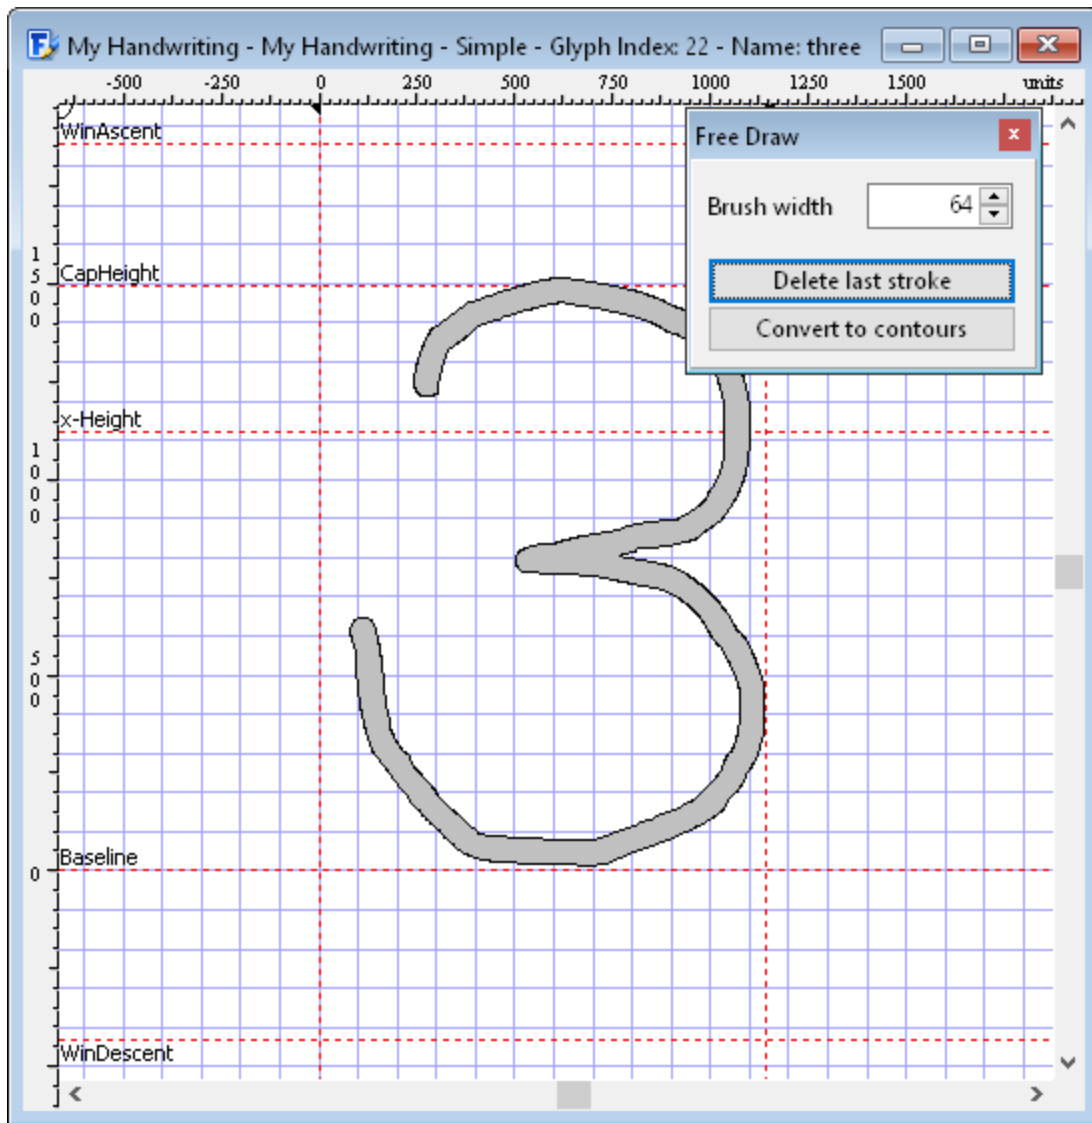 My Handwriting - My Handwriting - Simple - Glyph Index: 22 - Name: three
-500 -250 0 250 500 750 1000 1250 1500 units
WinAscent
Free Draw
Brush width 64
1500
CapHeight
Delete last stroke
Convert to contours
x-Height
1000
500
3
Baseline
0
WinDescent